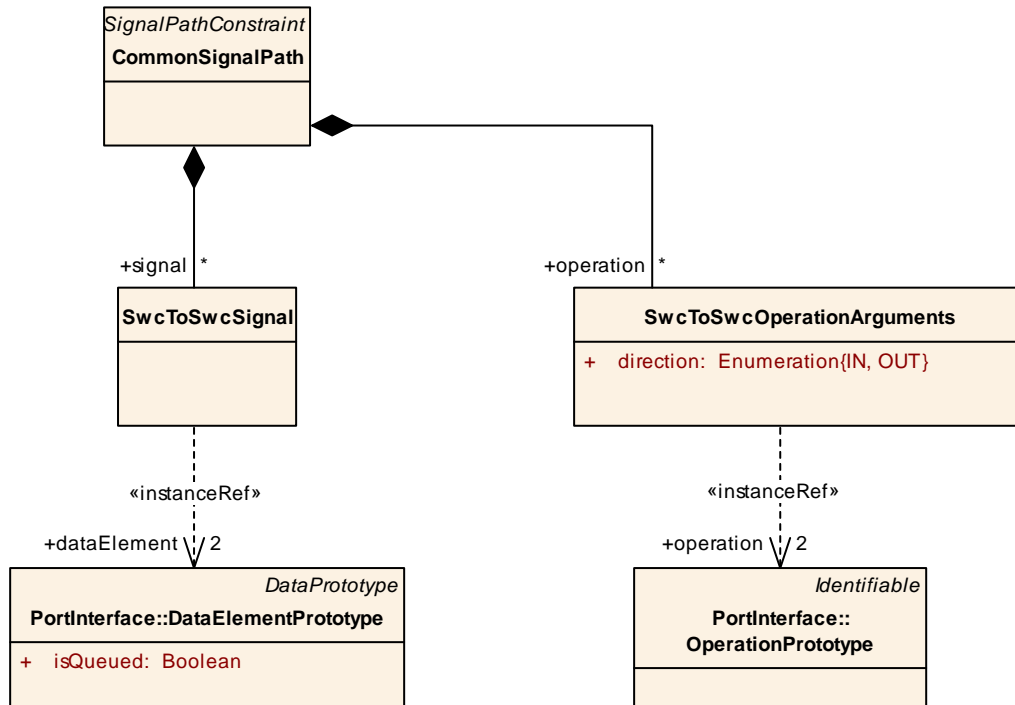 SignalPathConstraint
CommonSignalPath
+signal *
+operation *
SwcToSwcSignal
SwcToSwcOperationArguments
+ direction: Enumeration{IN, OUT}
«instanceRef»
«instanceRef»
+dataElement 2
+operation 2
DataPrototype
PortInterface::DataElementPrototype
+ isQueued: Boolean
Identifiable
PortInterface::
OperationPrototype